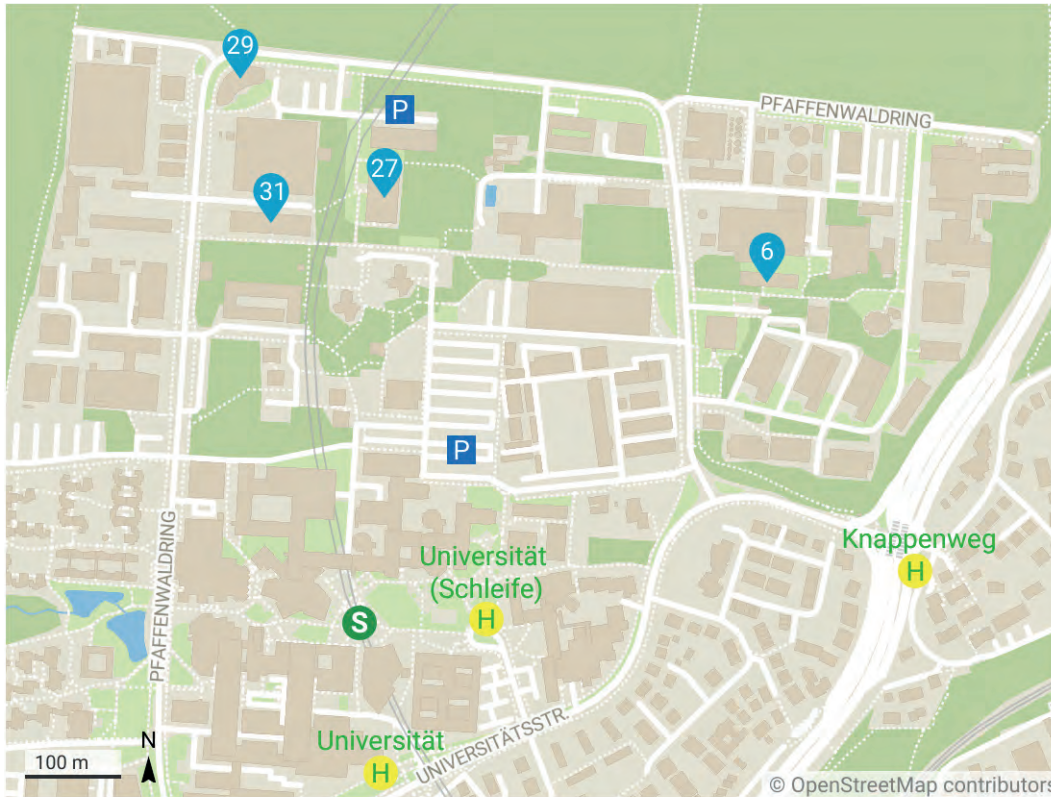 29
P
PFAFFENWALDRING
27
31
6
P
Universität
(Schleife)
H
Knappenweg
H
S
PFAFFENWALDRING
Universität
H
UNIVERSITÄTSSTR.
100 m
N
© OpenStreetMap contributors